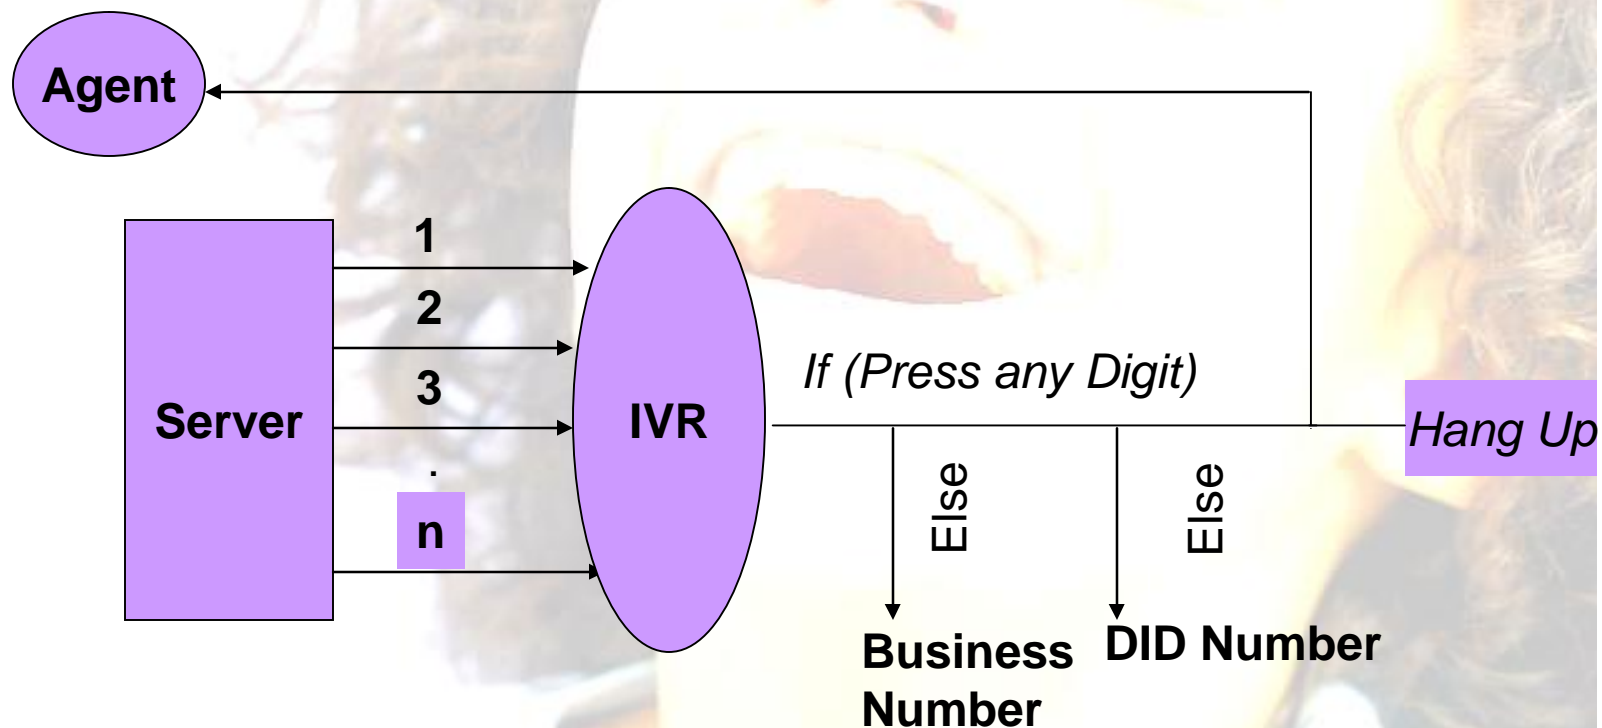 Agent
1
2
3
.
n
Server
IVR
If (Press any Digit)
Hang Up
Else
Else
Business
Number
DID Number